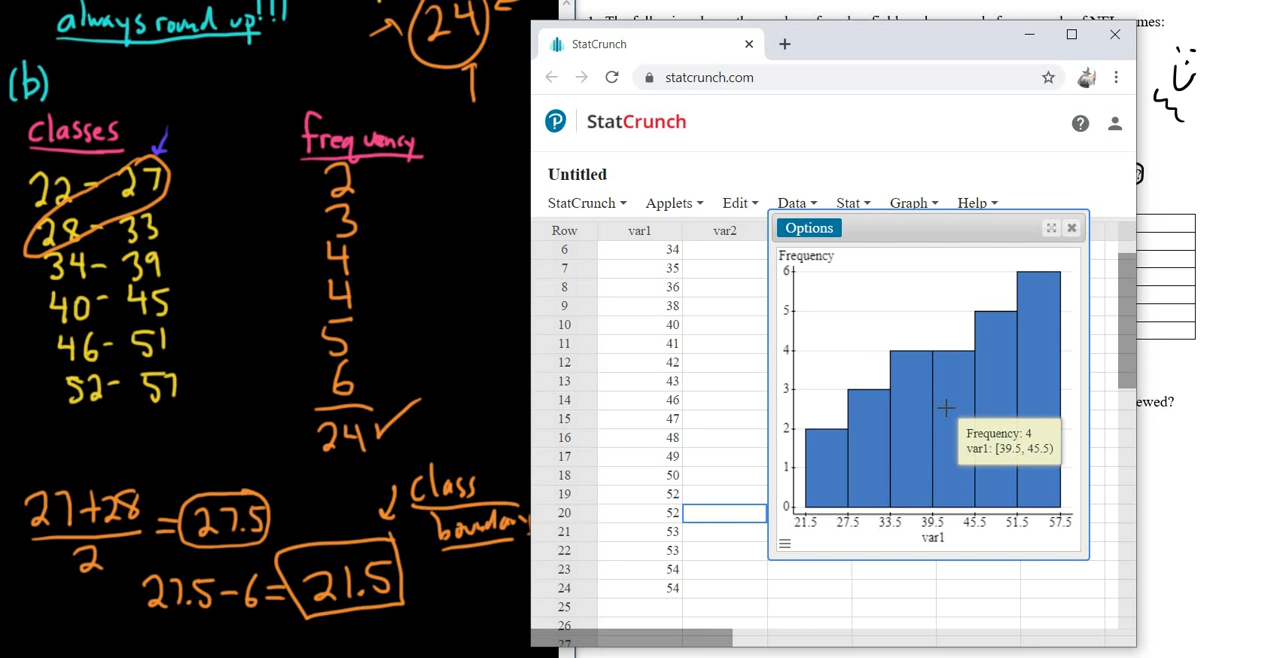 always round up!!!
24
(b)
classes
frequency
22 - 27
2
28 - 33
3
34 - 39
4
40 - 45
4
46 - 51
5
52 - 57
6
24
27+28
2
= 27.5
27.5 - 6 = 21.5
class
boundary
StatCrunch
statcrunch.com
P StatCrunch
Untitled
StatCrunch Applets Edit Data Stat Graph Help
Row var1 var2
6 34
7 35
8 36
9 38
10 40
11 41
12 42
13 43
14 46
15 47
16 48
17 49
18 50
19 52
20 52
21 53
22 53
23 54
24 54
25
26
27
Options
Frequency
6
5
4
3
2
1
0
21.5 27.5 33.5 39.5 45.5 51.5 57.5
var1
Frequency: 4
var1: [39.5, 45.5)
mes:
?
ewed?